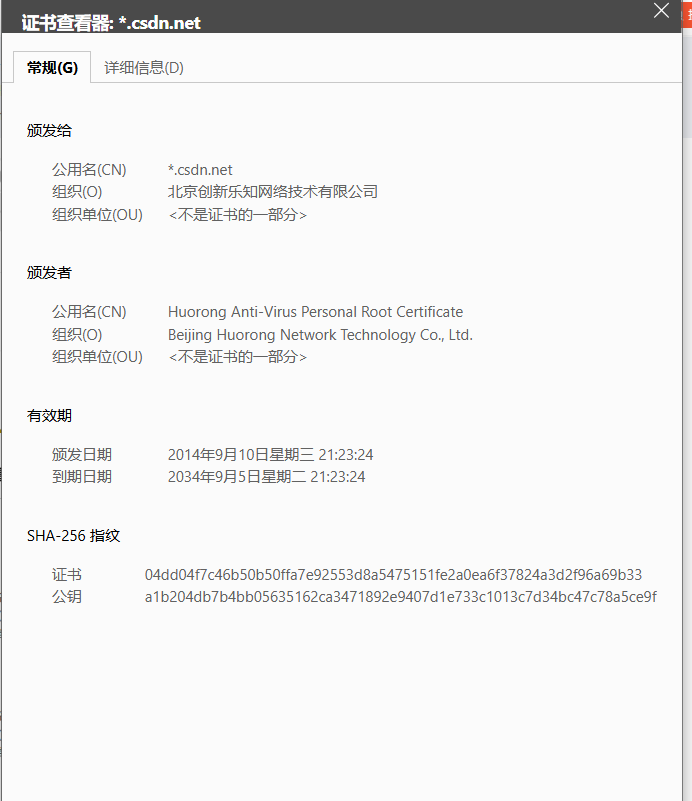 证书查看器: *.csdn.net
常规(G) 详细信息(D)
颁发给
公用名(CN) *.csdn.net
组织(O) 北京创新乐知网络技术有限公司
组织单位(OU) <不是证书的一部分>
颁发者
公用名(CN) Huorong Anti-Virus Personal Root Certificate
组织(O) Beijing Huorong Network Technology Co., Ltd.
组织单位(OU) <不是证书的一部分>
有效期
颁发日期 2014年9月10日星期三 21:23:24
到期日期 2034年9月5日星期二 21:23:24
SHA-256 指纹
证书 04dd04f7c46b50b50ffa7e92553d8a5475151fe2a0ea6f37824a3d2f96a69b33
公钥 a1b204db7b4bb05635162ca3471892e9407d1e733c1013c7d34bc47c78a5ce9f